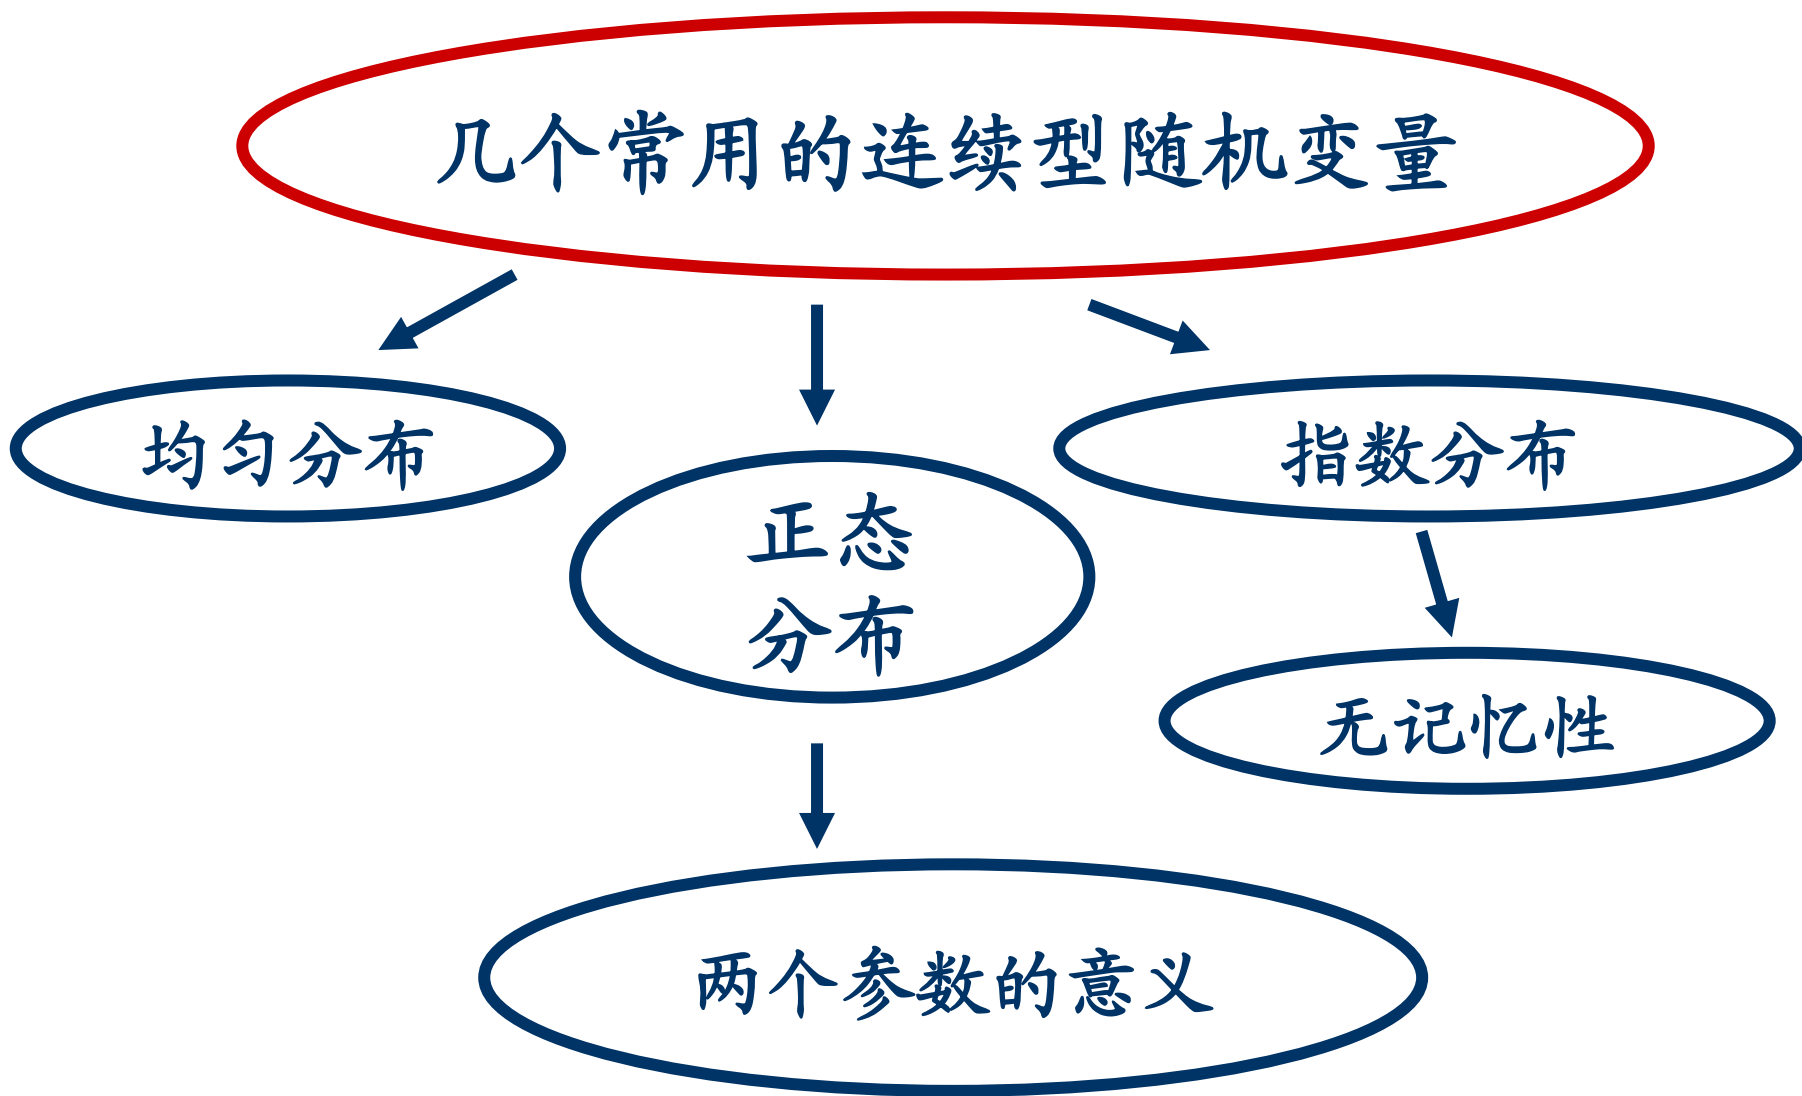 几个常用的连续型随机变量
均匀分布
正态
分布
指数分布
无记忆性
两个参数的意义